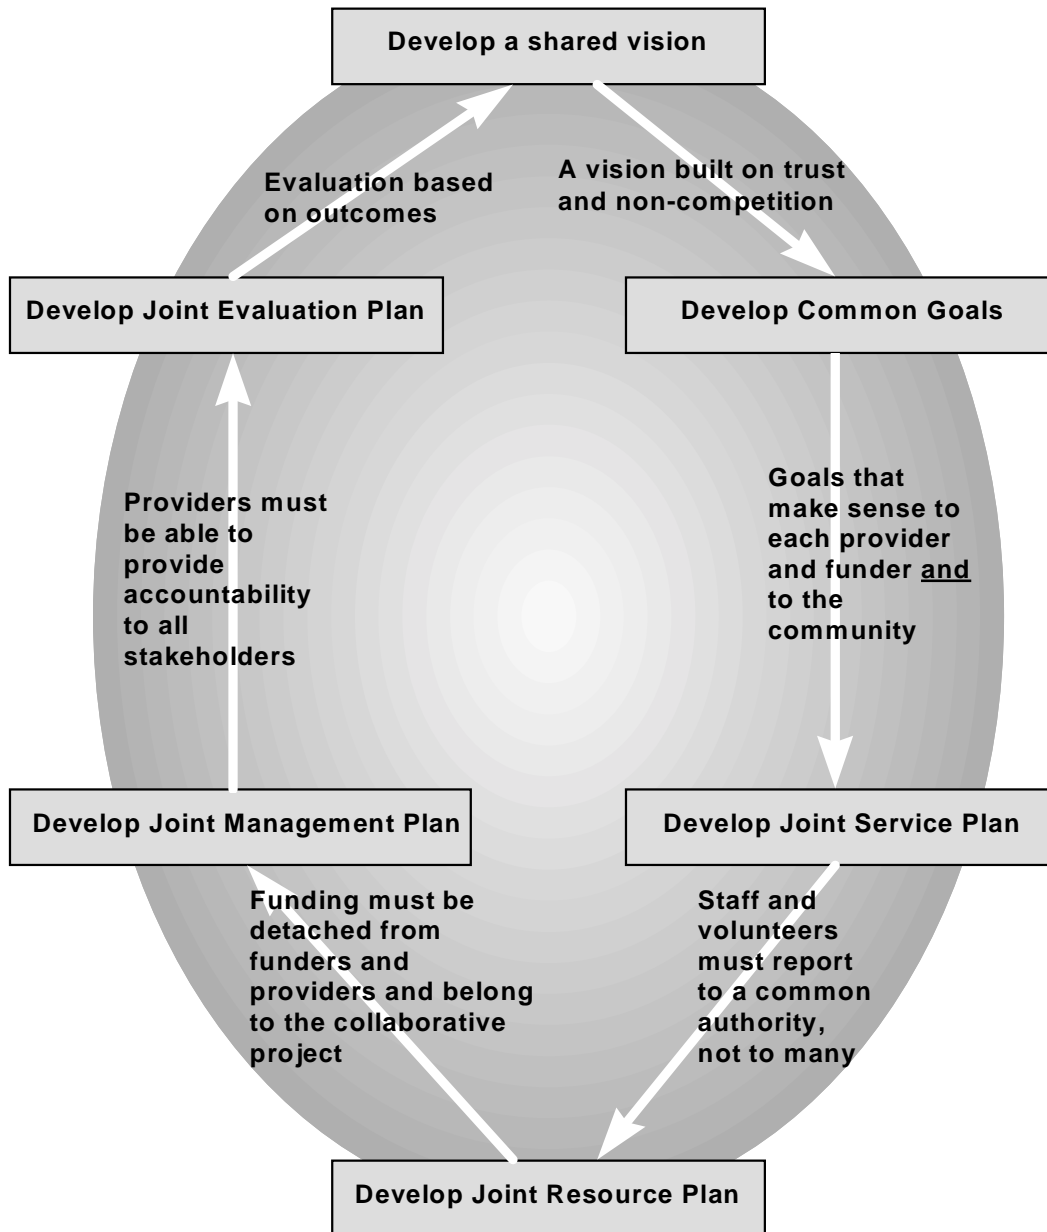 Develop a shared vision
A vision built on trust
and non-competition
Develop Common Goals
Goals that
make sense to
each provider
and funder and
to the
community
Develop Joint Service Plan
Staff and
volunteers
must report
to a common
authority,
not to many
Develop Joint Resource Plan
Funding must be
detached from
funders and
providers and belong
to the collaborative
project
Develop Joint Management Plan
Providers must
be able to
provide
accountability
to all
stakeholders
Develop Joint Evaluation Plan
Evaluation based
on outcomes